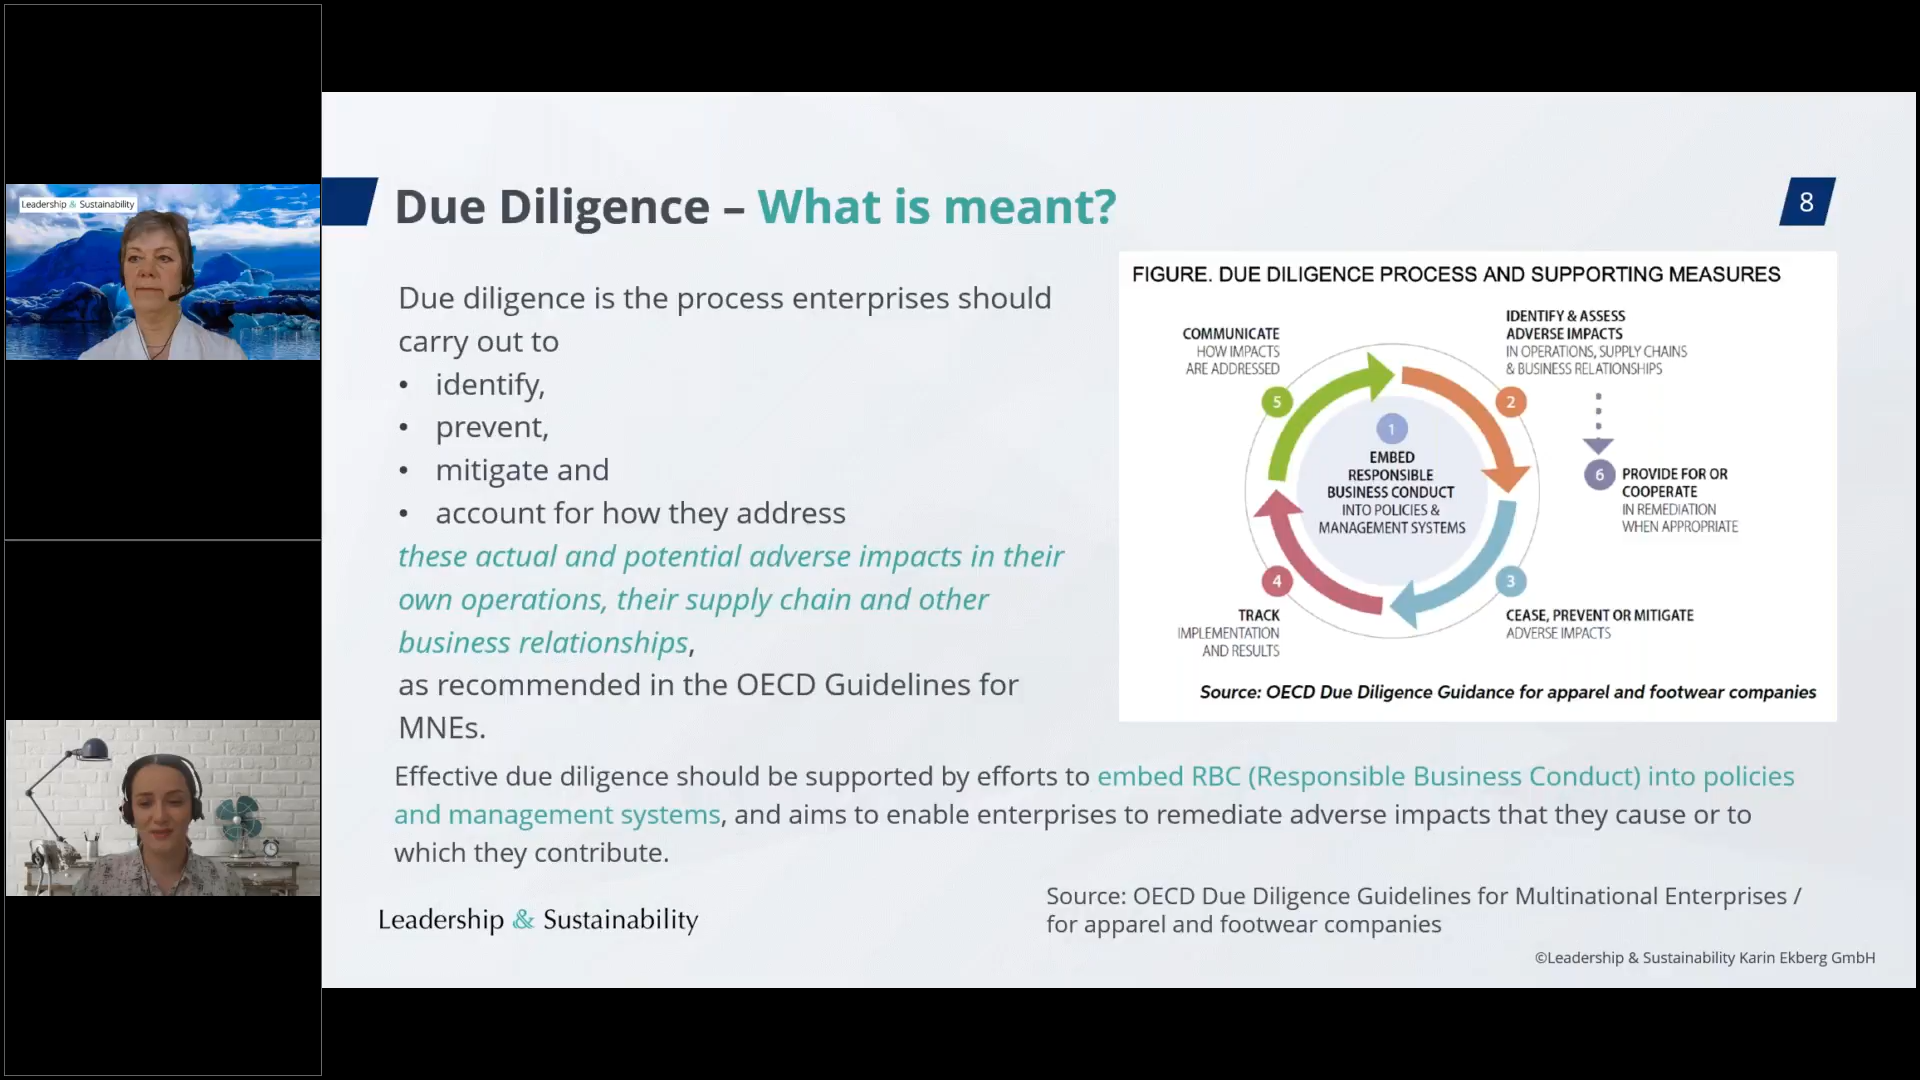 Leadership & Sustainability
Due Diligence – What is meant?
8
Due diligence is the process enterprises should
carry out to
• identify,
• prevent,
• mitigate and
• account for how they address
these actual and potential adverse impacts in their
own operations, their supply chain and other
business relationships,
as recommended in the OECD Guidelines for
MNEs.
FIGURE. DUE DILIGENCE PROCESS AND SUPPORTING MEASURES
COMMUNICATE
HOW IMPACTS
ARE ADDRESSED
5
IDENTIFY & ASSESS
ADVERSE IMPACTS
IN OPERATIONS, SUPPLY CHAINS
& BUSINESS RELATIONSHIPS
2
1
EMBED
RESPONSIBLE
BUSINESS CONDUCT
INTO POLICIES &
MANAGEMENT SYSTEMS
6
PROVIDE FOR OR
COOPERATE
IN REMEDIATION
WHEN APPROPRIATE
4
TRACK
IMPLEMENTATION
AND RESULTS
3
CEASE, PREVENT OR MITIGATE
ADVERSE IMPACTS
Source: OECD Due Diligence Guidance for apparel and footwear companies
Effective due diligence should be supported by efforts to embed RBC (Responsible Business Conduct) into policies
and management systems, and aims to enable enterprises to remediate adverse impacts that they cause or to
which they contribute.
Source: OECD Due Diligence Guidelines for Multinational Enterprises /
for apparel and footwear companies
Leadership & Sustainability
©Leadership & Sustainability Karin Ekberg GmbH